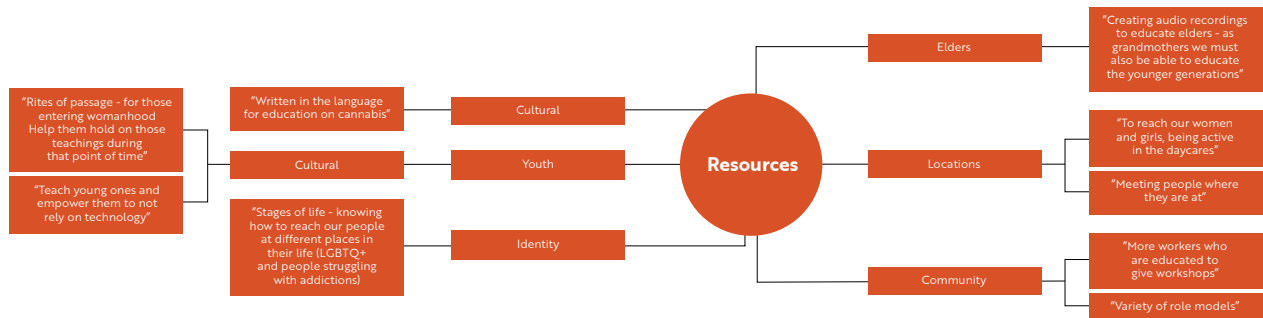 "Rites of passage - for those
entering womanhood
Help them hold on those
teachings during
that point of time"
"Teach young ones and
empower them to not
rely on technology"
Cultural
"Written in the language
for education on cannabis"
"Stages of life - knowing
how to reach our people
at different places in
their life (LGBTQ+
and people struggling
with addictions)
Cultural
Youth
Identity
Resources
Elders
Locations
Community
"Creating audio recordings
to educate elders - as
grandmothers we must
also be able to educate
the younger generations"
"To reach our women
and girls, being active
in the daycares"
"Meeting people where
they are at"
"More workers who
are educated to
give workshops"
"Variety of role models"